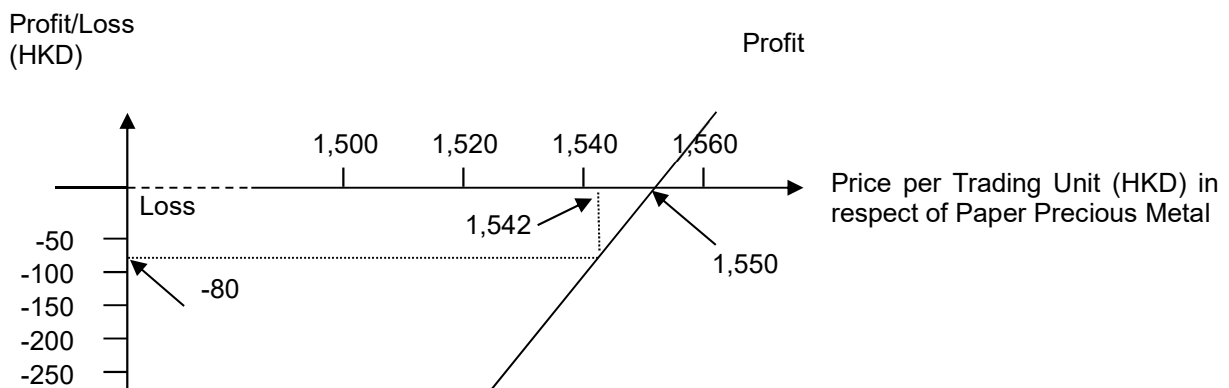 Profit/Loss
(HKD)
Profit
1,500 1,520 1,540 1,560
Price per Trading Unit (HKD) in
respect of Paper Precious Metal
Loss
1,542
-50
1,550
-100
-80
-150
-200
-250